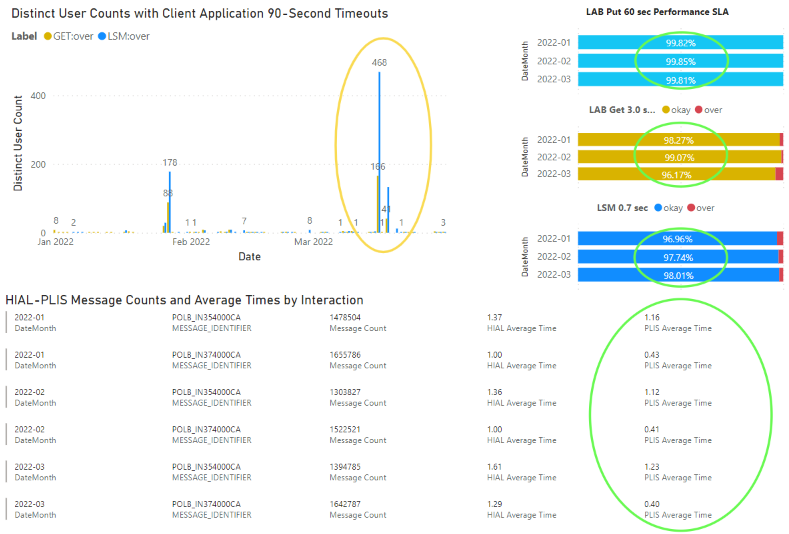 Distinct User Counts with Client Application 90-Second Timeouts
Label GET:over LSM:over
Distinct User Count
400
200
0
8
2
178
88
1 1
7
8
1
1
468
166
41
1
1
3
Jan 2022 Feb 2022 Mar 2022
Date
LAB Put 60 sec Performance SLA
DateMonth
2022-01 99.82%
2022-02 99.85%
2022-03 99.81%
LAB Get 3.0 s... okay over
DateMonth
2022-01 98.27%
2022-02 99.07%
2022-03 96.17%
LSM 0.7 sec okay over
DateMonth
2022-01 96.96%
2022-02 97.74%
2022-03 98.01%
HIAL-PLIS Message Counts and Average Times by Interaction
2022-01 POLB_IN354000CA 1478504 1.37 1.16
DateMonth MESSAGE_IDENTIFIER Message Count HIAL Average Time PLIS Average Time
2022-01 POLB_IN374000CA 1655786 1.00 0.43
DateMonth MESSAGE_IDENTIFIER Message Count HIAL Average Time PLIS Average Time
2022-02 POLB_IN354000CA 1303827 1.36 1.12
DateMonth MESSAGE_IDENTIFIER Message Count HIAL Average Time PLIS Average Time
2022-02 POLB_IN374000CA 1522521 1.00 0.41
DateMonth MESSAGE_IDENTIFIER Message Count HIAL Average Time PLIS Average Time
2022-03 POLB_IN354000CA 1394785 1.61 1.23
DateMonth MESSAGE_IDENTIFIER Message Count HIAL Average Time PLIS Average Time
2022-03 POLB_IN374000CA 1642787 1.29 0.40
DateMonth MESSAGE_IDENTIFIER Message Count HIAL Average Time PLIS Average Time